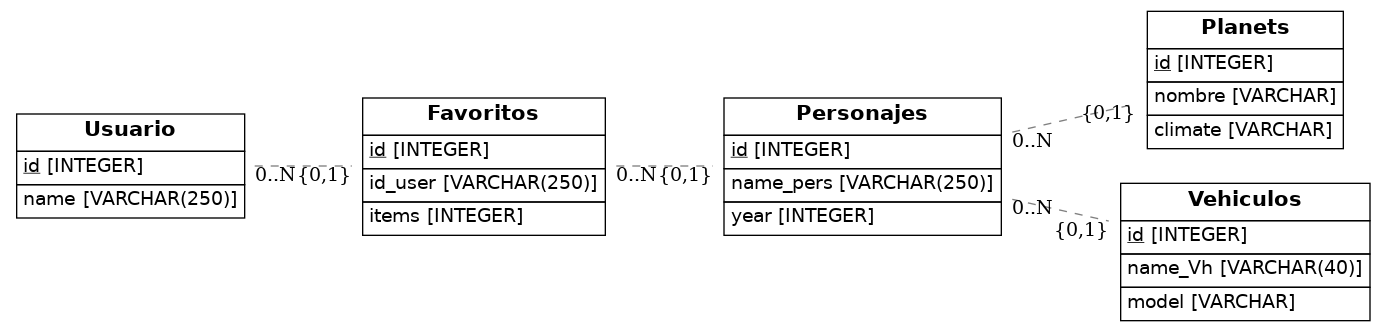 Usuario
id [INTEGER]
name [VARCHAR(250)]
0..N {0,1}
Favoritos
id [INTEGER]
id_user [VARCHAR(250)]
items [INTEGER]
0..N {0,1}
Personajes
id [INTEGER]
name_pers [VARCHAR(250)]
year [INTEGER]
0..N {0,1}
Planets
id [INTEGER]
nombre [VARCHAR]
climate [VARCHAR]
0..N {0,1}
Vehiculos
id [INTEGER]
name_Vh [VARCHAR(40)]
model [VARCHAR]